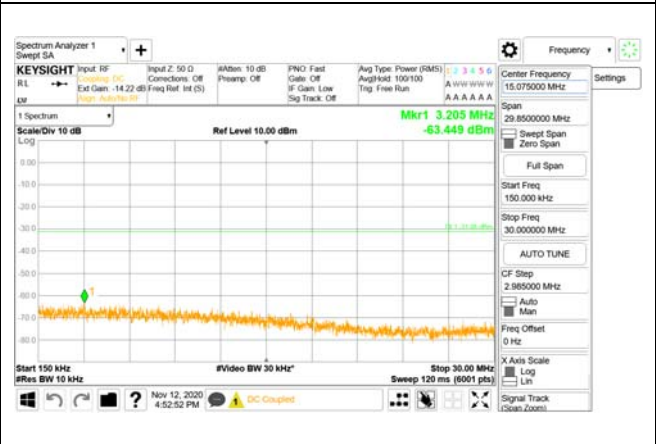 Spectrum Analyzer 1
Swept SA
Frequency
KEYSIGHT
RL
Input: RF
Coupling: DC
Ext Gain: -14.22 dB
Align: Auto/No RF
Input Z: 50 Ω
Corrections: Off
Freq Ref: Int (S)
#Atten: 10 dB
Preamp: Off
PNO: Fast
Gate: Off
IF Gain: Low
Sig Track: Off
Avg Type: Power (RMS)
Avg|Hold: 100/100
Trig: Free Run
1 2 3 4 5 6
A W W W W W
A A A A A A
1 Spectrum
Scale/Div 10 dB
Log
Ref Level 10.00 dBm
Mkr1 3.205 MHz
-63.449 dBm
0.00
-10.0
-20.0
-30.0
-40.0
-50.0
-60.0
-70.0
-80.0
1
Start 150 kHz
#Res BW 10 kHz
#Video BW 30 kHz*
Stop 30.00 MHz
Sweep 120 ms (6001 pts)
Nov 12, 2020
4:52:52 PM
DC Coupled
Center Frequency
15.075000 MHz
Settings
Span
29.8500000 MHz
Swept Span
Zero Span
Full Span
Start Freq
150.000 kHz
Stop Freq
30.000000 MHz
AUTO TUNE
CF Step
2.985000 MHz
Auto
Man
Freq Offset
0 Hz
X Axis Scale
Log
Lin
Signal Track
(Span Zoom)